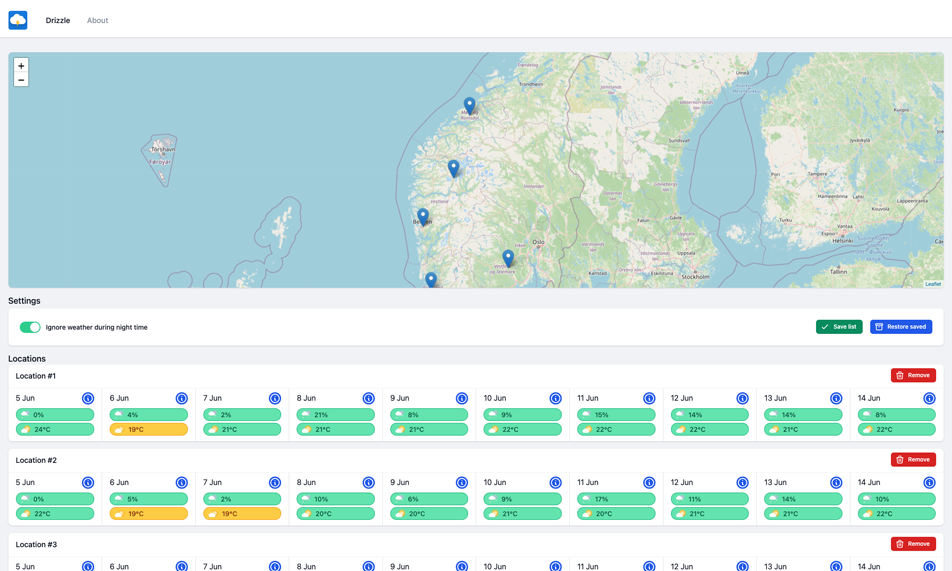 Drizzle About
+
−
Umeå
Trondheim
Tórshavn
Føroyar
Sundsvall
Jyväskylä
Pori
Tampere
Hämeenlinna
Lahti
Kouvola
Lappeenranta
Turku
Vantaa
Espoo
Helsinki
Innlandet
Vestland
Bergen
Falun
Gävle
Oslo
Uppsala
Karlstad
Eskilstuna
Stockholm
Tallinn
Leaflet
Settings
Ignore weather during night time
Save list
Restore saved
Locations
Location #1
Remove
5 Jun 6 Jun 7 Jun 8 Jun 9 Jun 10 Jun 11 Jun 12 Jun 13 Jun 14 Jun
0% 4% 2% 21% 8% 9% 15% 14% 14% 8%
24°C 19°C 21°C 21°C 21°C 22°C 22°C 22°C 21°C 22°C
Location #2
Remove
5 Jun 6 Jun 7 Jun 8 Jun 9 Jun 10 Jun 11 Jun 12 Jun 13 Jun 14 Jun
0% 5% 2% 10% 6% 9% 17% 11% 14% 10%
22°C 19°C 19°C 20°C 20°C 21°C 20°C 21°C 21°C 22°C
Location #3
Remove
5 Jun 6 Jun 7 Jun 8 Jun 9 Jun 10 Jun 11 Jun 12 Jun 13 Jun 14 Jun